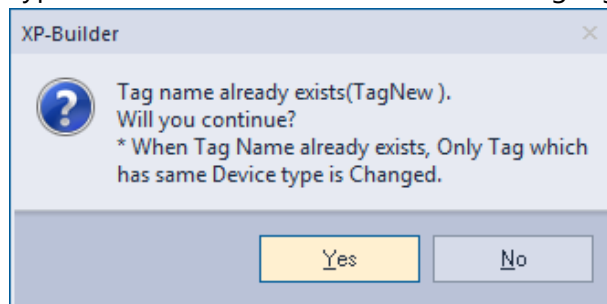 XP-Builder
Tag name already exists(TagNew ).
Will you continue?
* When Tag Name already exists, Only Tag which
has same Device type is Changed.
Yes
No